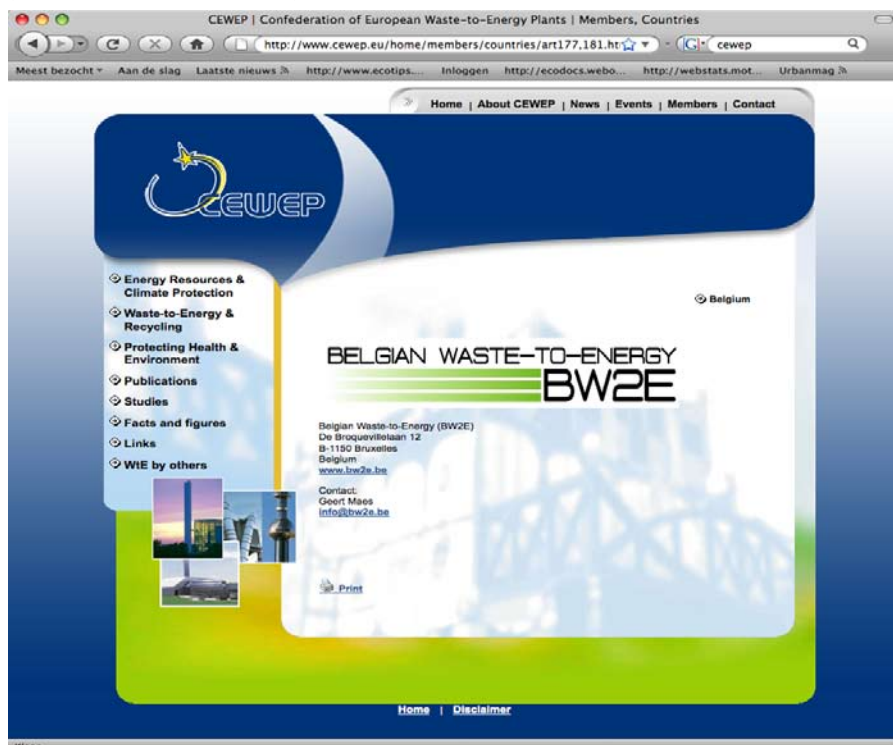 CEWEP | Confederation of European Waste-to-Energy Plants | Members, Countries
http://www.cewep.eu/home/members/countries/art177,181.ht
cewep
Meest bezocht
Aan de slag
Laatste nieuws
http://www.ecotips....
Inloggen
http://ecodocs.webo...
http://webstats.mot...
Urbanmag
Home | About CEWEP | News | Events | Members | Contact
CEWEP
Energy Resources &
Climate Protection
Waste-to-Energy &
Recycling
Protecting Health &
Environment
Publications
Studies
Facts and figures
Links
WtE by others
Belgium
BELGIAN WASTE-TO-ENERGY
BW2E
Belgian Waste-to-Energy (BW2E)
De Broquevillelaan 12
B-1150 Bruxelles
Belgium
www.bw2e.be
Contact:
Geert Maes
info@bw2e.be
Print
Home | Disclaimer